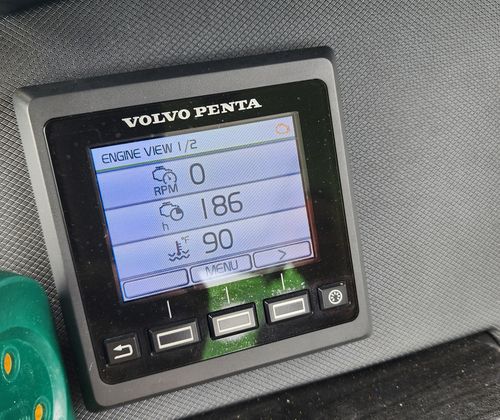 VOLVO PENTA
ENGINE VIEW 1/2
RPM 0
h 186
°F 90
MENU >